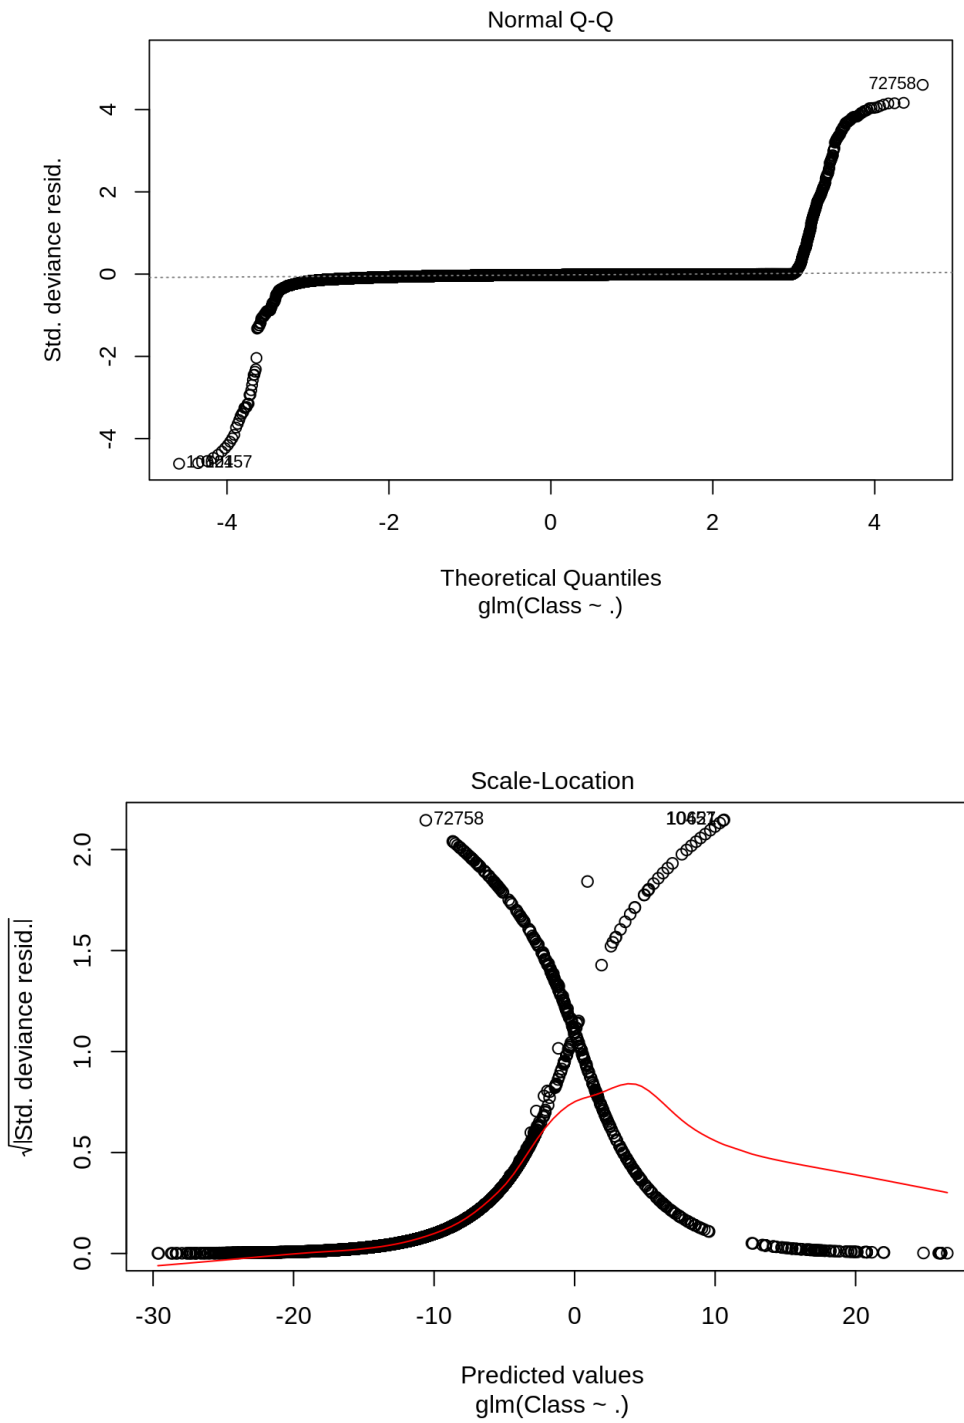 Normal Q-Q
Std. deviance resid.
4
2
0
-2
-4
72758
-4
-2
0
2
4
Theoretical Quantiles
glm(Class ~ .)
Scale-Location
√|Std. deviance resid.|
2.0
1.5
1.0
0.5
0.0
72758
-30
-20
-10
0
10
20
Predicted values
glm(Class ~ .)